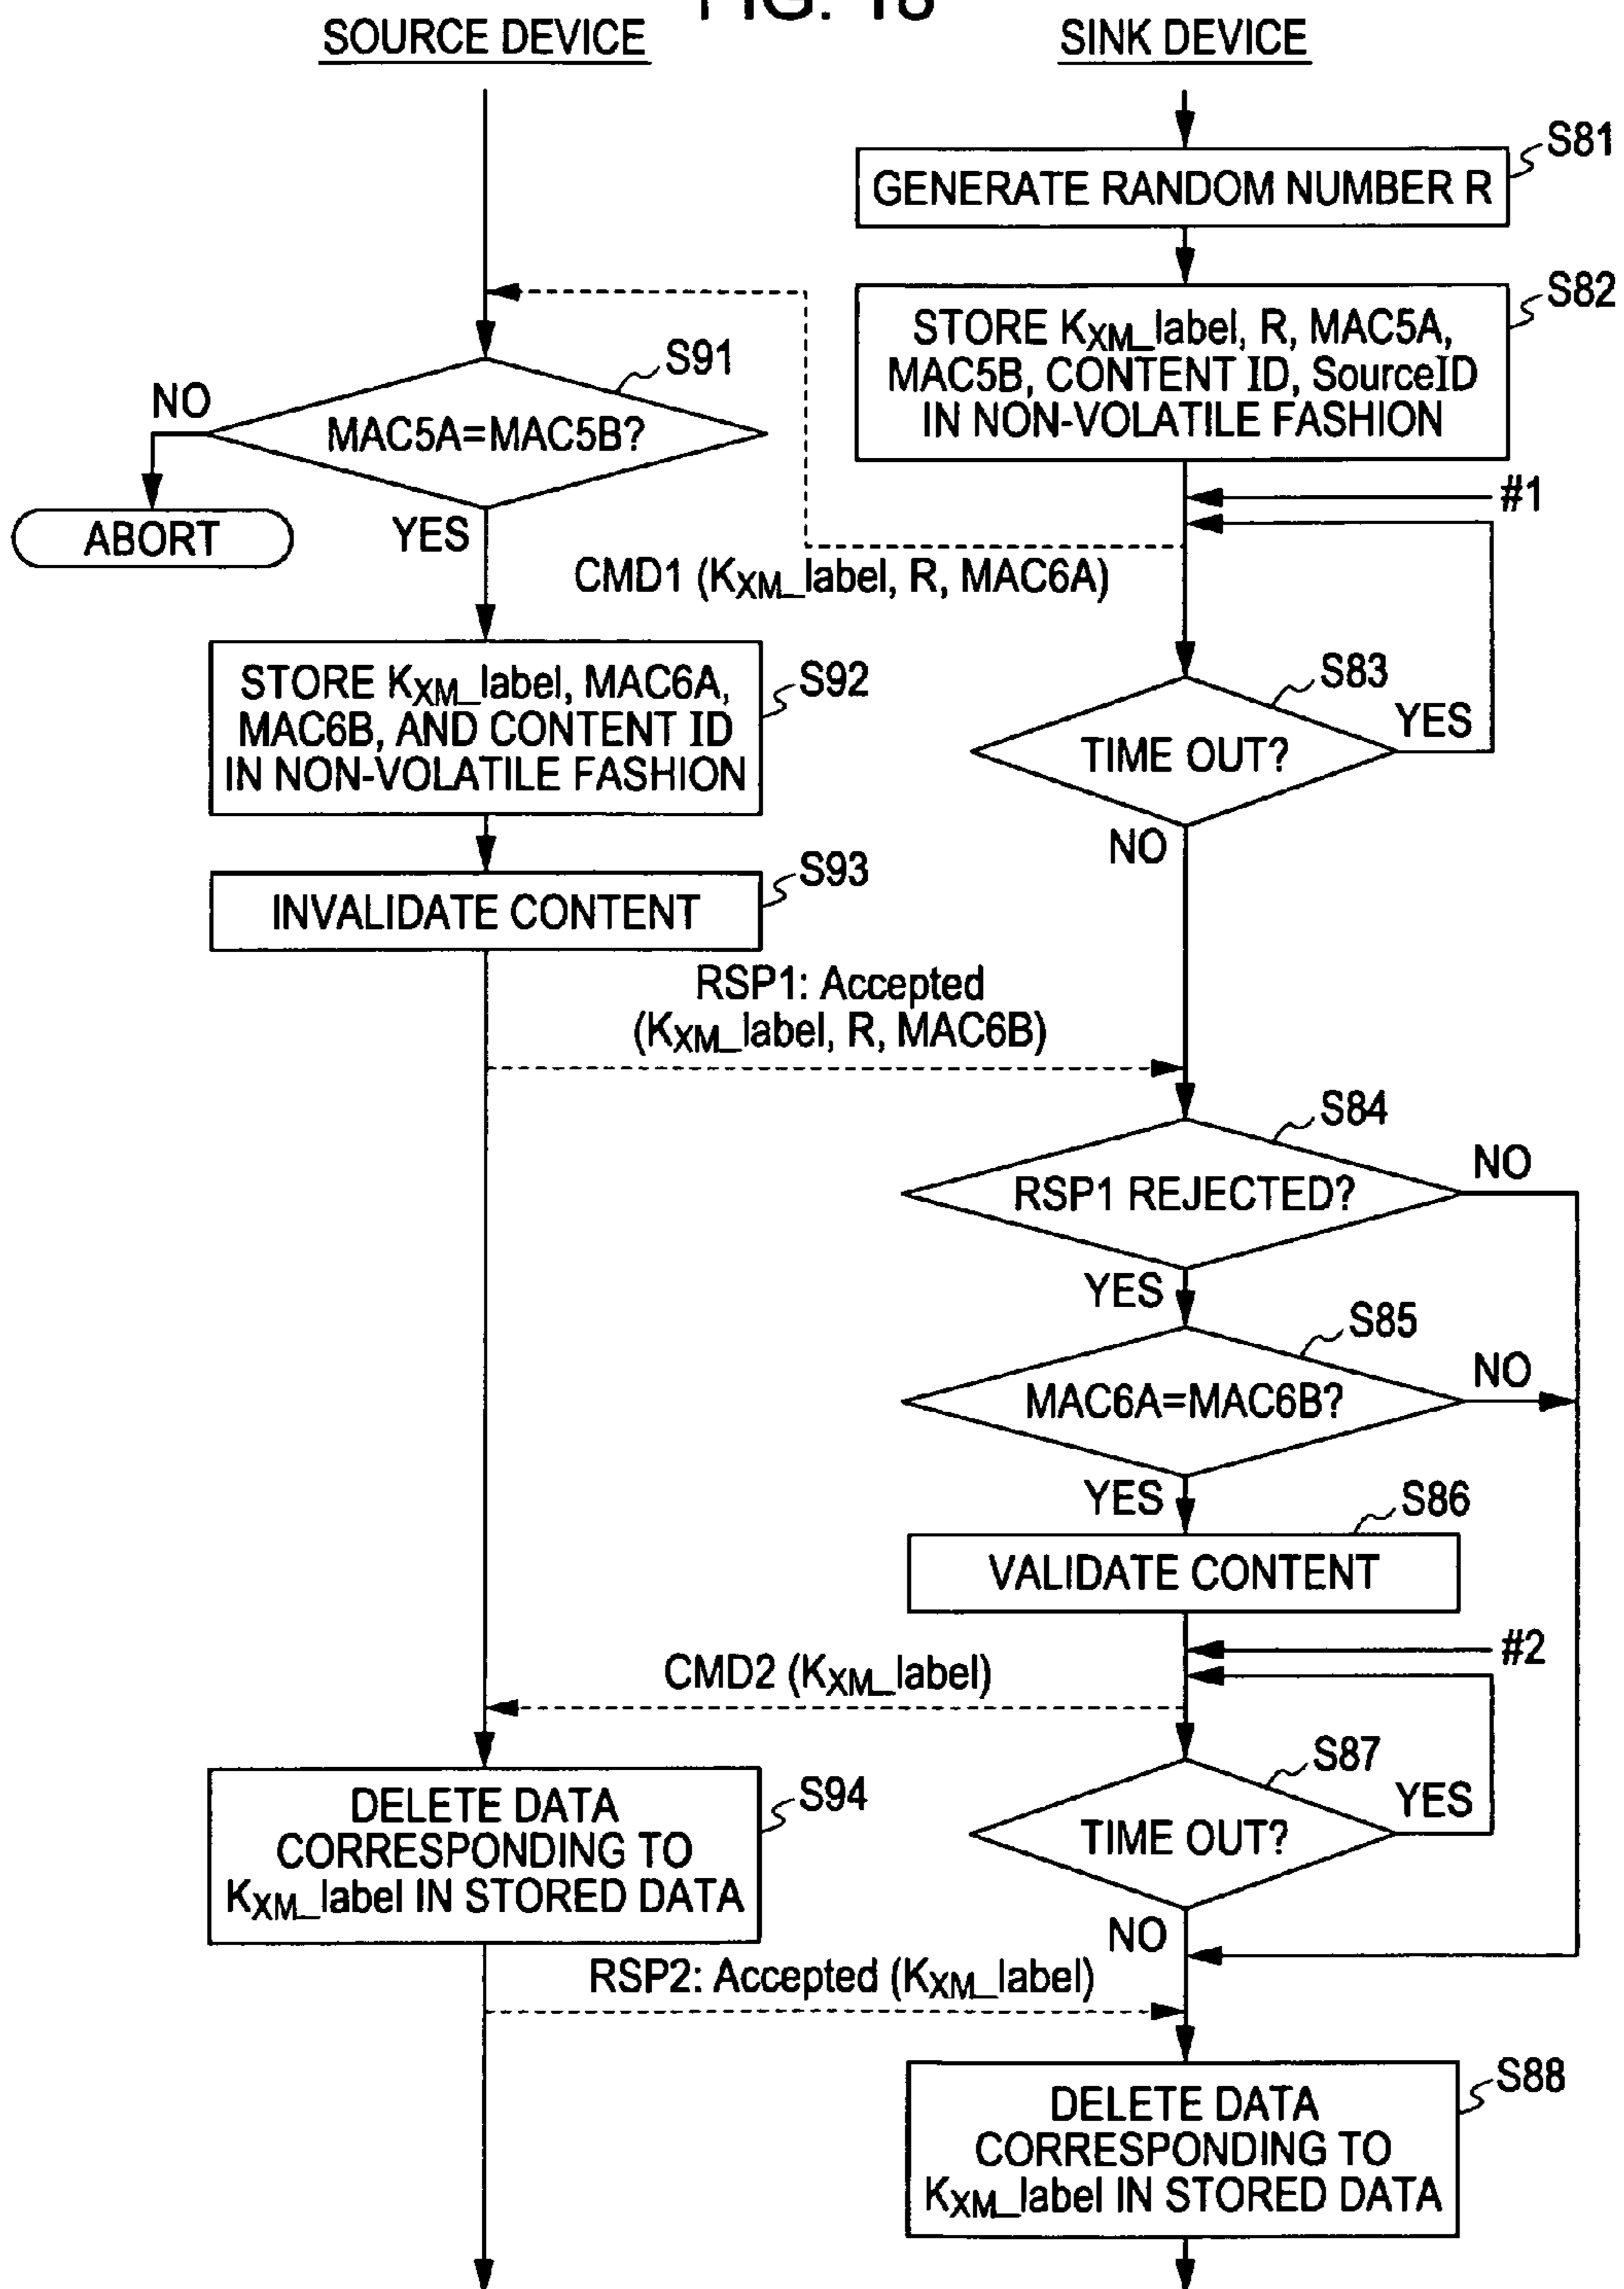 FIG.
SOURCE DEVICE
SINK DEVICE
S81
GENERATE RANDOM NUMBER R
S82
STORE KXM_label, R, MAC5A,
MAC5B, CONTENT ID, SourceID
IN NON-VOLATILE FASHION
S91
NO
MAC5A=MAC5B?
#1
ABORT
YES
CMD1 (KXM_label, R, MAC6A)
S92
STORE KXM_label, MAC6A,
MAC6B, AND CONTENT ID
IN NON-VOLATILE FASHION
S83
YES
TIME OUT?
NO
S93
INVALIDATE CONTENT
RSP1: Accepted
(KXM_label, R, MAC6B)
S84
NO
RSP1 REJECTED?
YES
S85
NO
MAC6A=MAC6B?
YES
S86
VALIDATE CONTENT
#2
CMD2 (KXM_label)
S87
YES
TIME OUT?
NO
S94
DELETE DATA
CORRESPONDING TO
KXM_label IN STORED DATA
RSP2: Accepted (KXM_label)
S88
DELETE DATA
CORRESPONDING TO
KXM_label IN STORED DATA